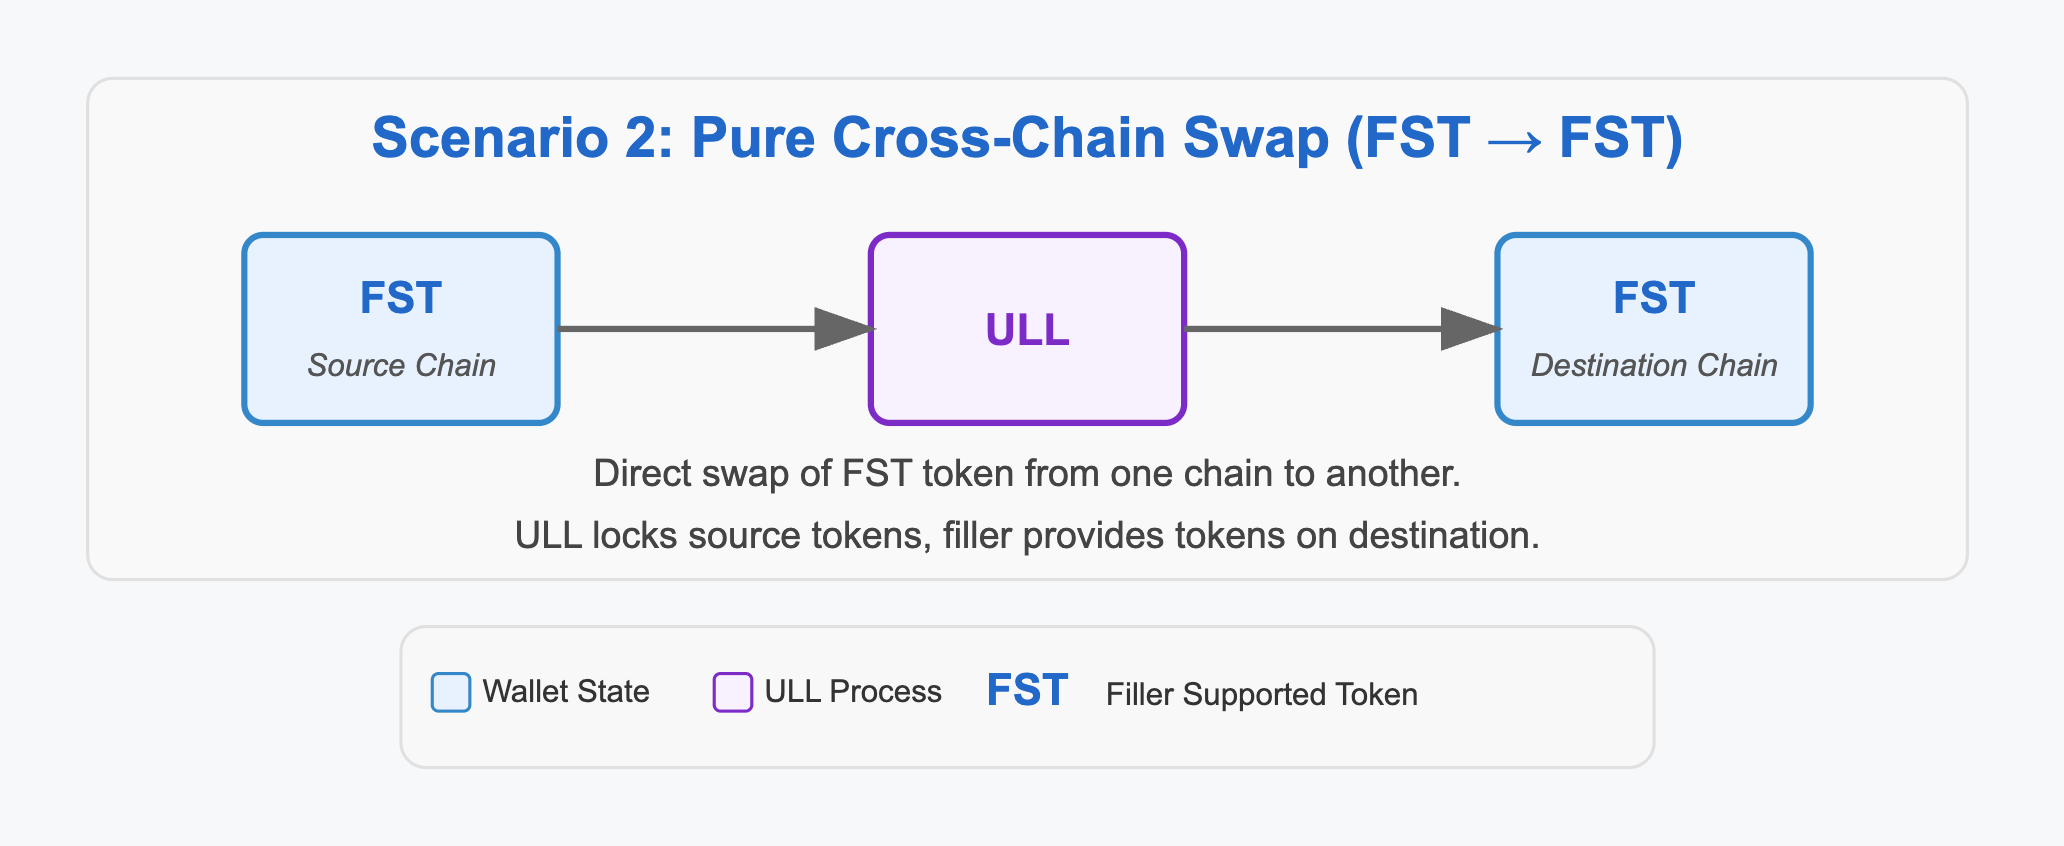 Scenario 2: Pure Cross-Chain Swap (FST → FST)
FST
Source Chain
ULL
FST
Destination Chain
Direct swap of FST token from one chain to another.
ULL locks source tokens, filler provides tokens on destination.
Wallet State
ULL Process
FST
Filler Supported Token